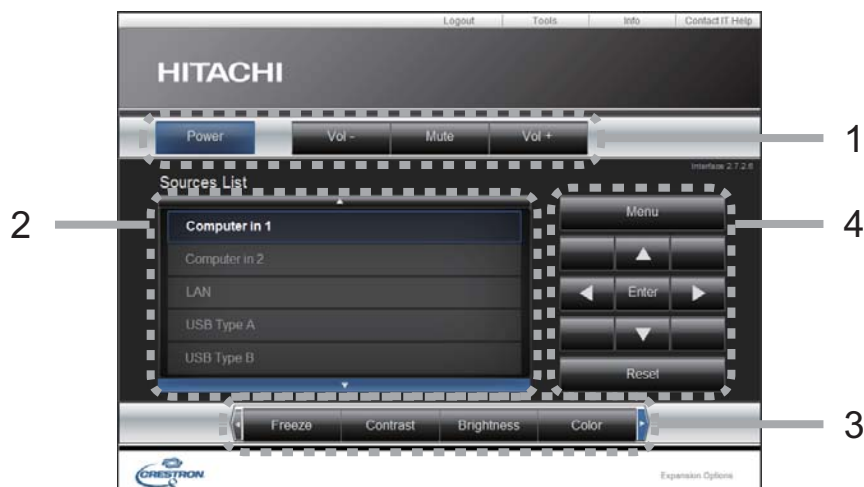 Logout Tools Info Contact IT Help
HITACHI
Power Vol - Mute Vol +
1
Interface 2.7.2.6
Sources List
2
Computer in 1
Computer in 2
LAN
USB Type A
USB Type B
Menu
4
Enter
Reset
Freeze Contrast Brightness Color
3
CRESTRON
Expansion Options